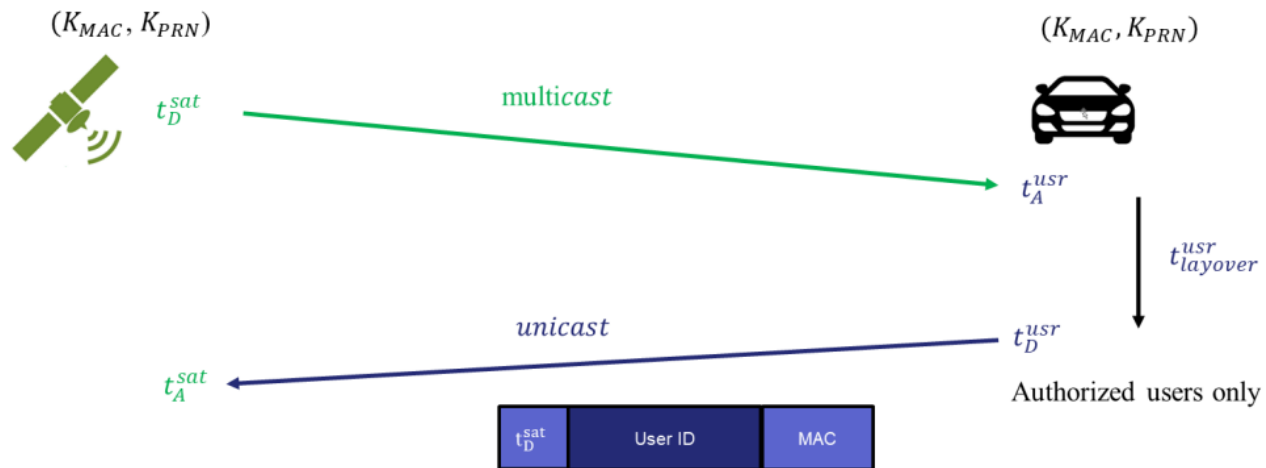 (K_MAC, K_PRN)
(K_MAC, K_PRN)
t_D^sat
multicast
t_A^usr
t_layover^usr
unicast
t_D^usr
t_A^sat
Authorized users only
t_D^sat User ID MAC